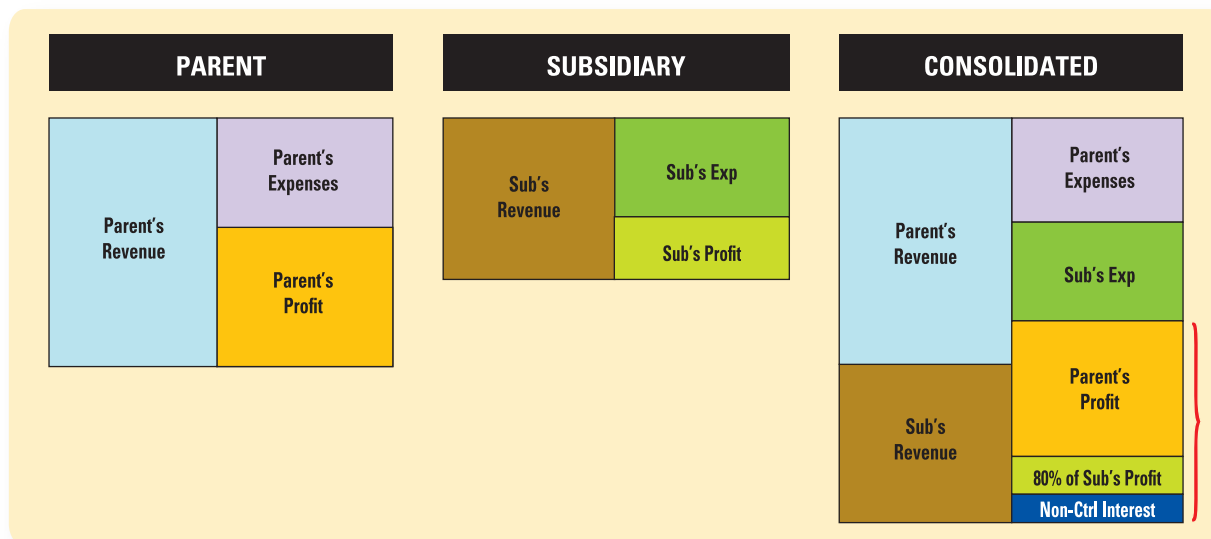 PARENT
Parent's
Revenue
Parent's
Expenses
Parent's
Profit
SUBSIDIARY
Sub's
Revenue
Sub's Exp
Sub's Profit
CONSOLIDATED
Parent's
Revenue
Sub's
Revenue
Parent's
Expenses
Sub's Exp
Parent's
Profit
80% of Sub's Profit
Non-Ctrl Interest